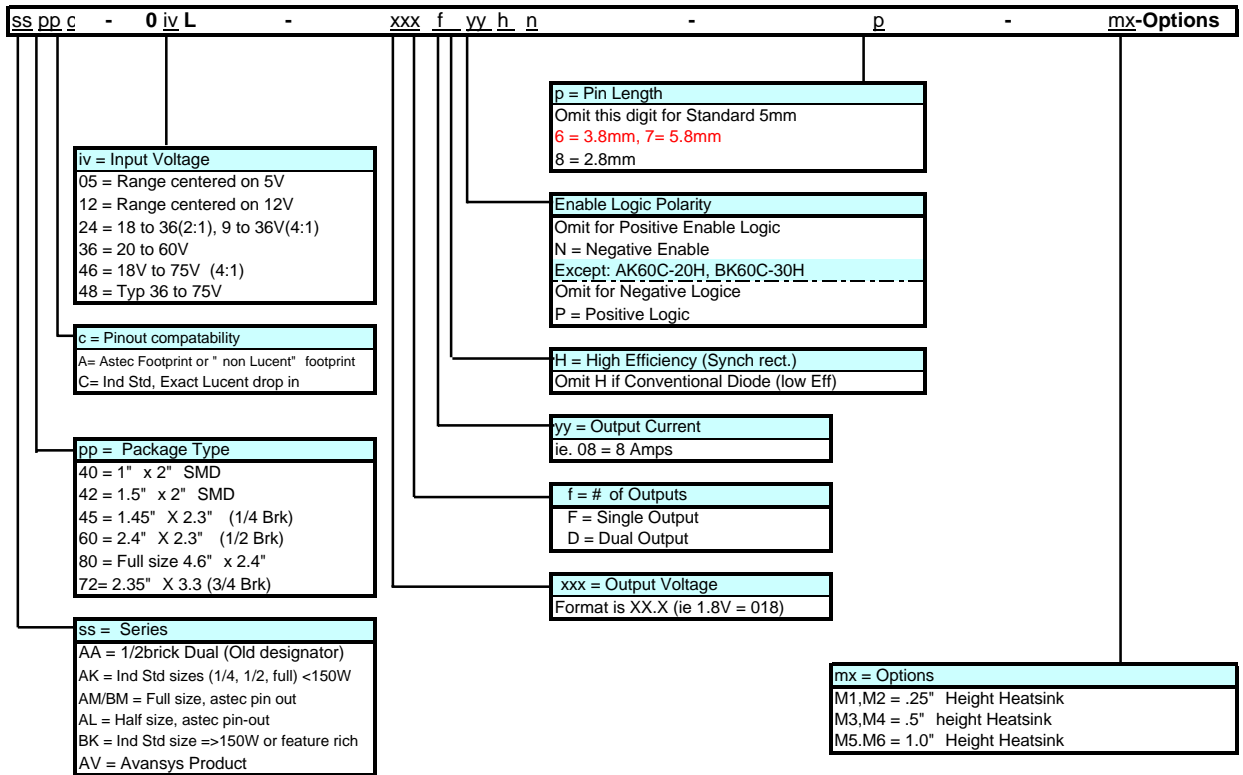 ss pp c - 0 iv L - xxx f yy h n - p - mx-Options
p = Pin Length
Omit this digit for Standard 5mm
6 = 3.8mm, 7= 5.8mm
8 = 2.8mm
iv = Input Voltage
05 = Range centered on 5V
12 = Range centered on 12V
24 = 18 to 36(2:1), 9 to 36V(4:1)
36 = 20 to 60V
46 = 18V to 75V (4:1)
48 = Typ 36 to 75V
Enable Logic Polarity
Omit for Positive Enable Logic
N = Negative Enable
Except: AK60C-20H, BK60C-30H
Omit for Negative Logice
P = Positive Logic
c = Pinout compatability
A= Astec Footprint or " non Lucent" footprint
C= Ind Std, Exact Lucent drop in
H = High Efficiency (Synch rect.)
Omit H if Conventional Diode (low Eff)
yy = Output Current
ie. 08 = 8 Amps
pp = Package Type
40 = 1" x 2" SMD
42 = 1.5" x 2" SMD
45 = 1.45" X 2.3" (1/4 Brk)
60 = 2.4" X 2.3" (1/2 Brk)
80 = Full size 4.6" x 2.4"
72= 2.35" X 3.3 (3/4 Brk)
f = # of Outputs
F = Single Output
D = Dual Output
xxx = Output Voltage
Format is XX.X (ie 1.8V = 018)
ss = Series
AA = 1/2brick Dual (Old designator)
AK = Ind Std sizes (1/4, 1/2, full) <150W
AM/BM = Full size, astec pin out
AL = Half size, astec pin-out
BK = Ind Std size =>150W or feature rich
AV = Avansys Product
mx = Options
M1,M2 = .25" Height Heatsink
M3,M4 = .5" height Heatsink
M5.M6 = 1.0" Height Heatsink